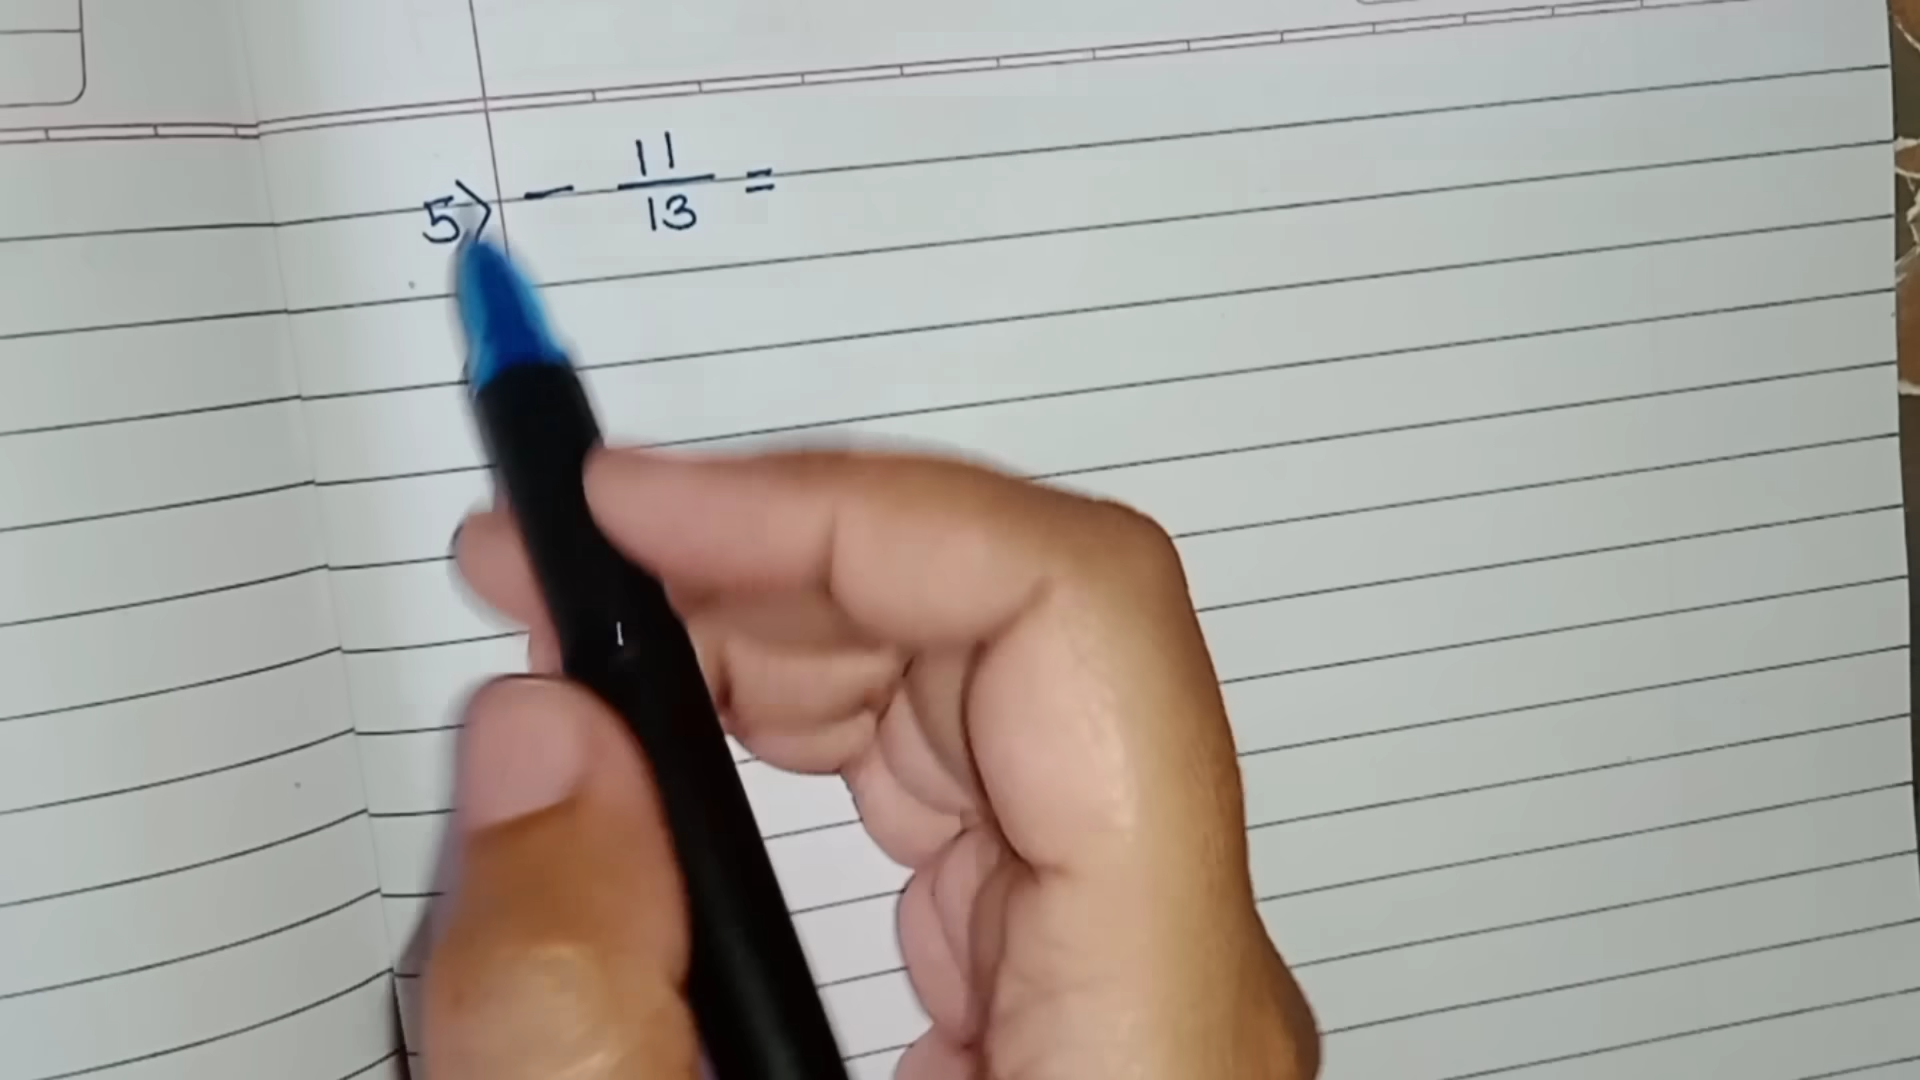 5) - 11/13 =